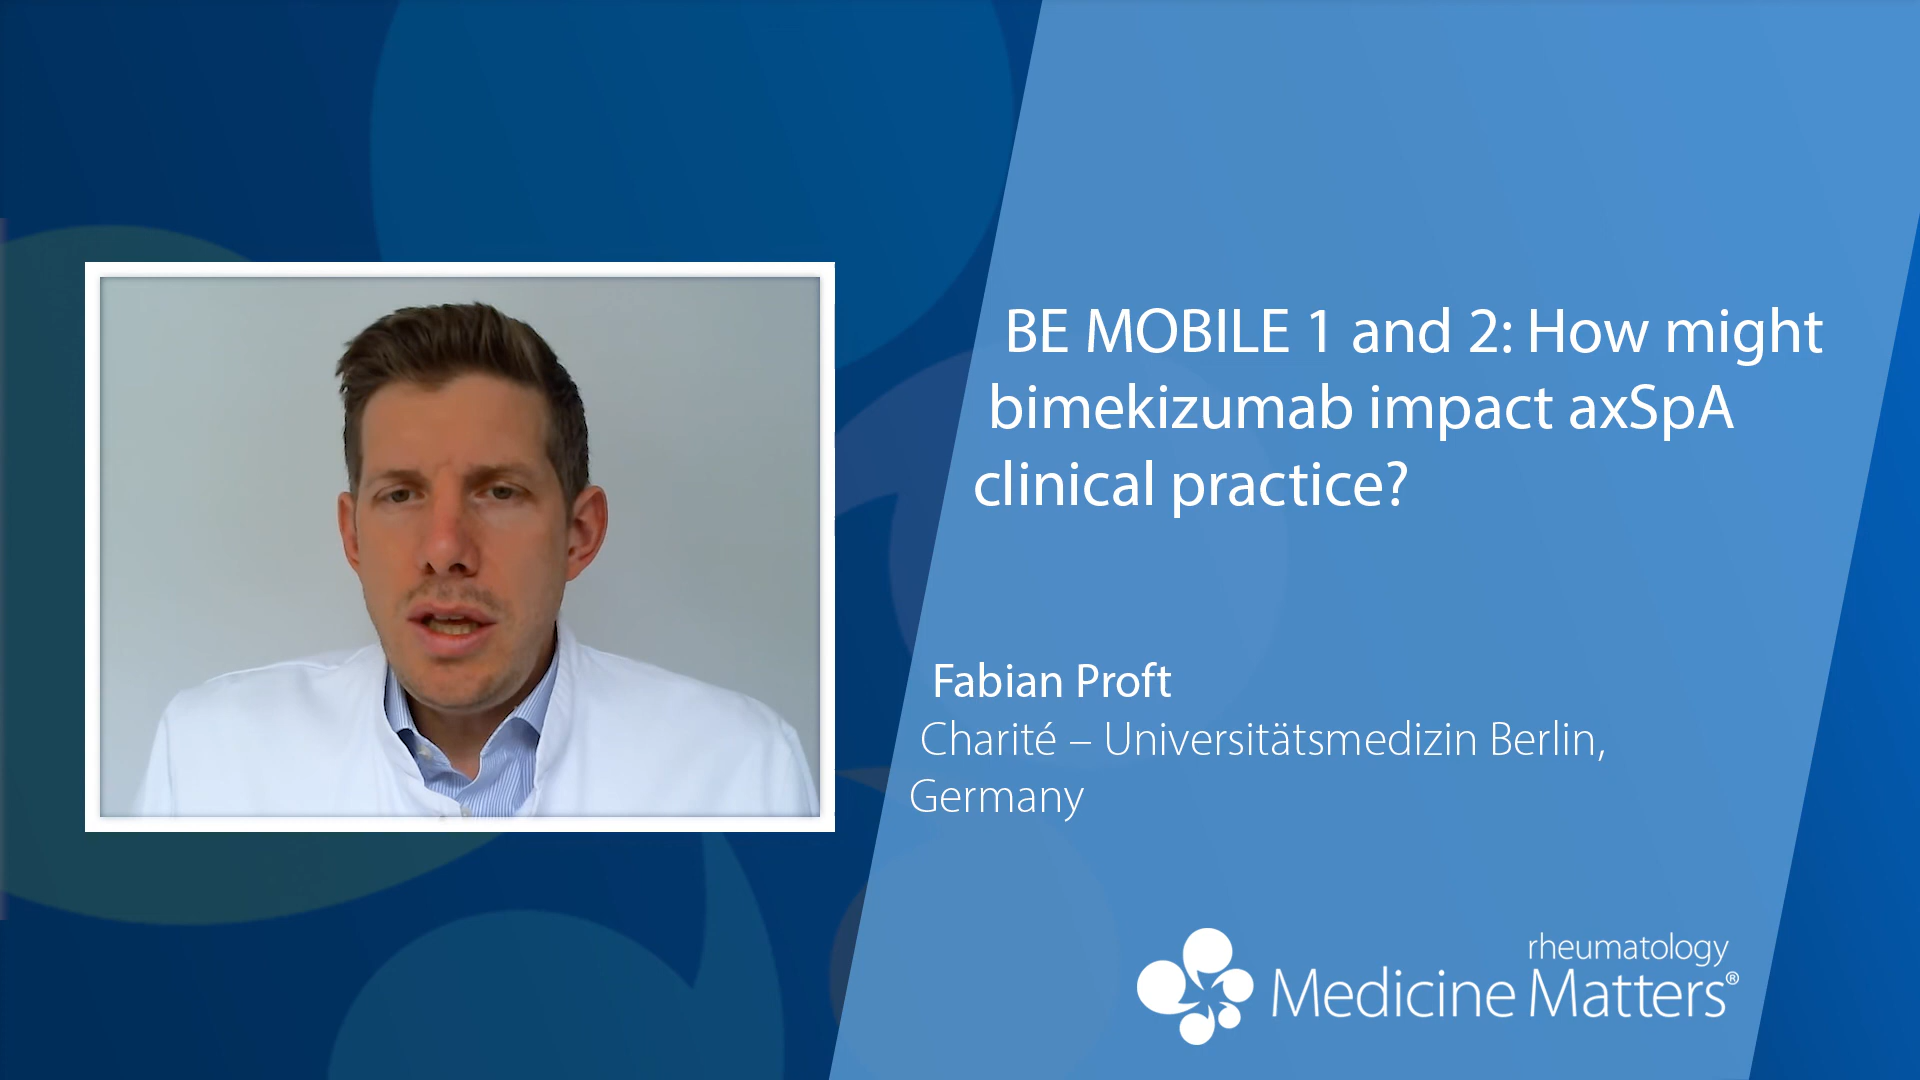 BE MOBILE 1 and 2: How might
bimekizumab impact axSpA
clinical practice?
Fabian Proft
Charité – Universitätsmedizin Berlin,
Germany
rheumatology
Medicine Matters®